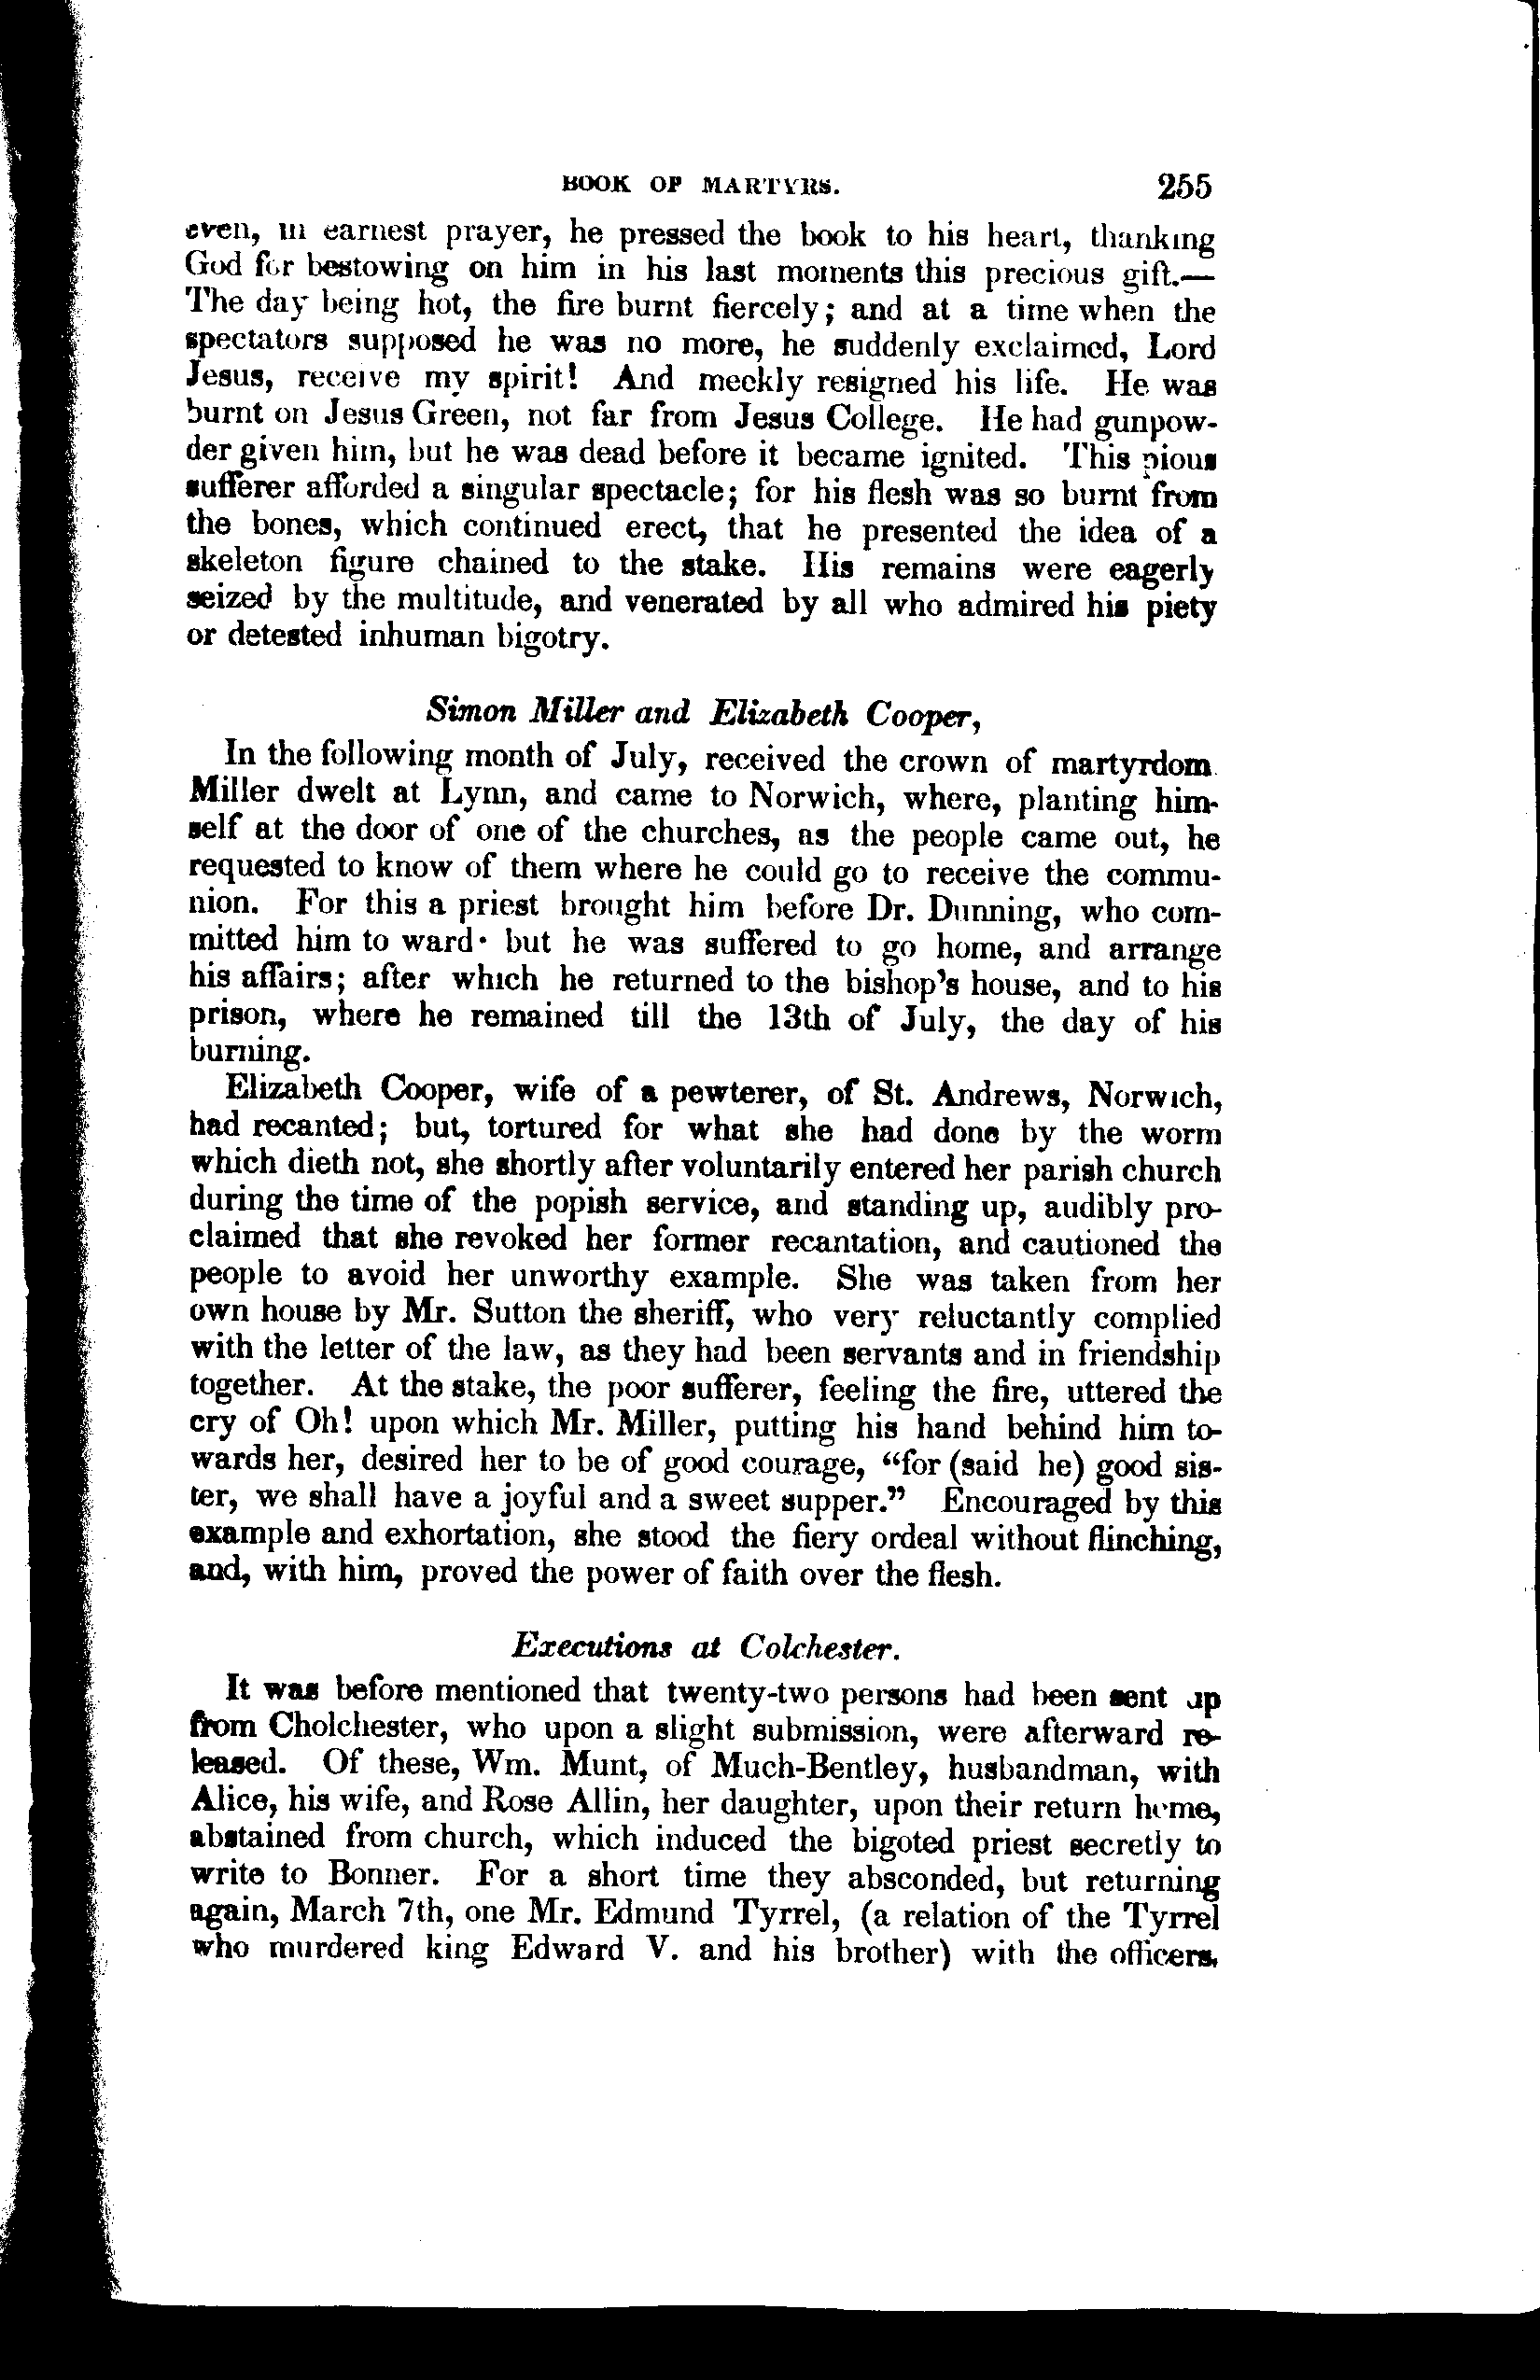 BOOK OF MARTYRS. 255
even, in earnest prayer, he pressed the book to his heart, thanking
God for bestowing on him in his last moments this precious gift.—
The day being hot, the fire burnt fiercely; and at a time when the
spectators supposed he was no more, he suddenly exclaimed, Lord
Jesus, receive my spirit! And meekly resigned his life. He was
burnt on Jesus Green, not far from Jesus College. He had gunpow-
der given him, but he was dead before it became ignited. This pious
sufferer afforded a singular spectacle; for his flesh was so burnt from
the bones, which continued erect, that he presented the idea of a
skeleton figure chained to the stake. His remains were eagerly
seized by the multitude, and venerated by all who admired his piety
or detested inhuman bigotry.
Simon Miller and Elizabeth Cooper,
In the following month of July, received the crown of martyrdom.
Miller dwelt at Lynn, and came to Norwich, where, planting him-
self at the door of one of the churches, as the people came out, he
requested to know of them where he could go to receive the commu-
nion. For this a priest brought him before Dr. Dunning, who com-
mitted him to ward· but he was suffered to go home, and arrange
his affairs; after which he returned to the bishop's house, and to his
prison, where he remained till the 13th of July, the day of his
burning.
Elizabeth Cooper, wife of a pewterer, of St. Andrews, Norwich,
had recanted; but, tortured for what she had done by the worm
which dieth not, she shortly after voluntarily entered her parish church
during the time of the popish service, and standing up, audibly pro-
claimed that she revoked her former recantation, and cautioned the
people to avoid her unworthy example. She was taken from her
own house by Mr. Sutton the sheriff, who very reluctantly complied
with the letter of the law, as they had been servants and in friendship
together. At the stake, the poor sufferer, feeling the fire, uttered the
cry of Oh! upon which Mr. Miller, putting his hand behind him to-
wards her, desired her to be of good courage, “for (said he) good sis-
ter, we shall have a joyful and a sweet supper.” Encouraged by this
example and exhortation, she stood the fiery ordeal without flinching,
and, with him, proved the power of faith over the flesh.
Executions at Colchester.
It was before mentioned that twenty-two persons had been sent up
from Cholchester, who upon a slight submission, were afterward re-
leased. Of these, Wm. Munt, of Much-Bentley, husbandman, with
Alice, his wife, and Rose Allin, her daughter, upon their return home,
abstained from church, which induced the bigoted priest secretly to
write to Bonner. For a short time they absconded, but returning
again, March 7th, one Mr. Edmund Tyrrel, (a relation of the Tyrrel
who murdered king Edward V. and his brother) with the officers,